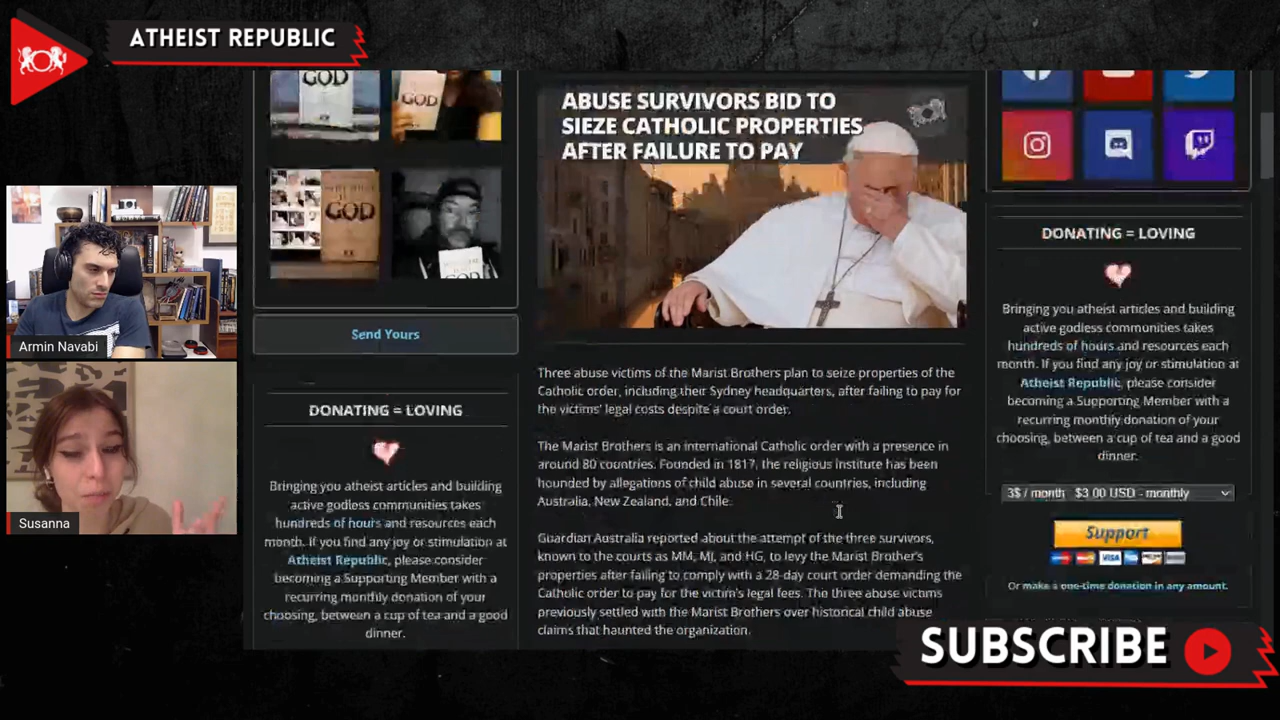 ATHEIST REPUBLIC
GOD
GOD
GOD
Armin Navabi
Susanna
Send Yours
DONATING = LOVING
Bringing you atheist articles and building
active godless communities takes
hundreds of hours and resources each
month. If you find any joy or stimulation at
Atheist Republic, please consider
becoming a Supporting Member with a
recurring monthly donation of your
choosing, between a cup of tea and a good
dinner.
ABUSE SURVIVORS BID TO
SIEZE CATHOLIC PROPERTIES
AFTER FAILURE TO PAY
Three abuse victims of the Marist Brothers plan to seize properties of the
Catholic order, including their Sydney headquarters, after failing to pay for
the victims' legal costs despite a court order.
The Marist Brothers is an international Catholic order with a presence in
around 80 countries. Founded in 1817, the religious institute has been
hounded by allegations of child abuse in several countries, including
Australia, New Zealand, and Chile.
Guardian Australia reported about the attempt of the three survivors,
known to the courts as MM, MJ, and HG, to levy the Marist Brother's
properties after failing to comply with a 28-day court order demanding the
Catholic order to pay for the victim's legal fees. The three abuse victims
previously settled with the Marist Brothers over historical child abuse
claims that haunted the organization.
DONATING = LOVING
Bringing you atheist articles and building
active godless communities takes
hundreds of hours and resources each
month. If you find any joy or stimulation at
Atheist Republic, please consider
becoming a Supporting Member with a
recurring monthly donation of your
choosing, between a cup of tea and a good
dinner.
3$ / month $3.00 USD - monthly
Support
VISA
Or make a one-time donation in any amount.
SUBSCRIBE